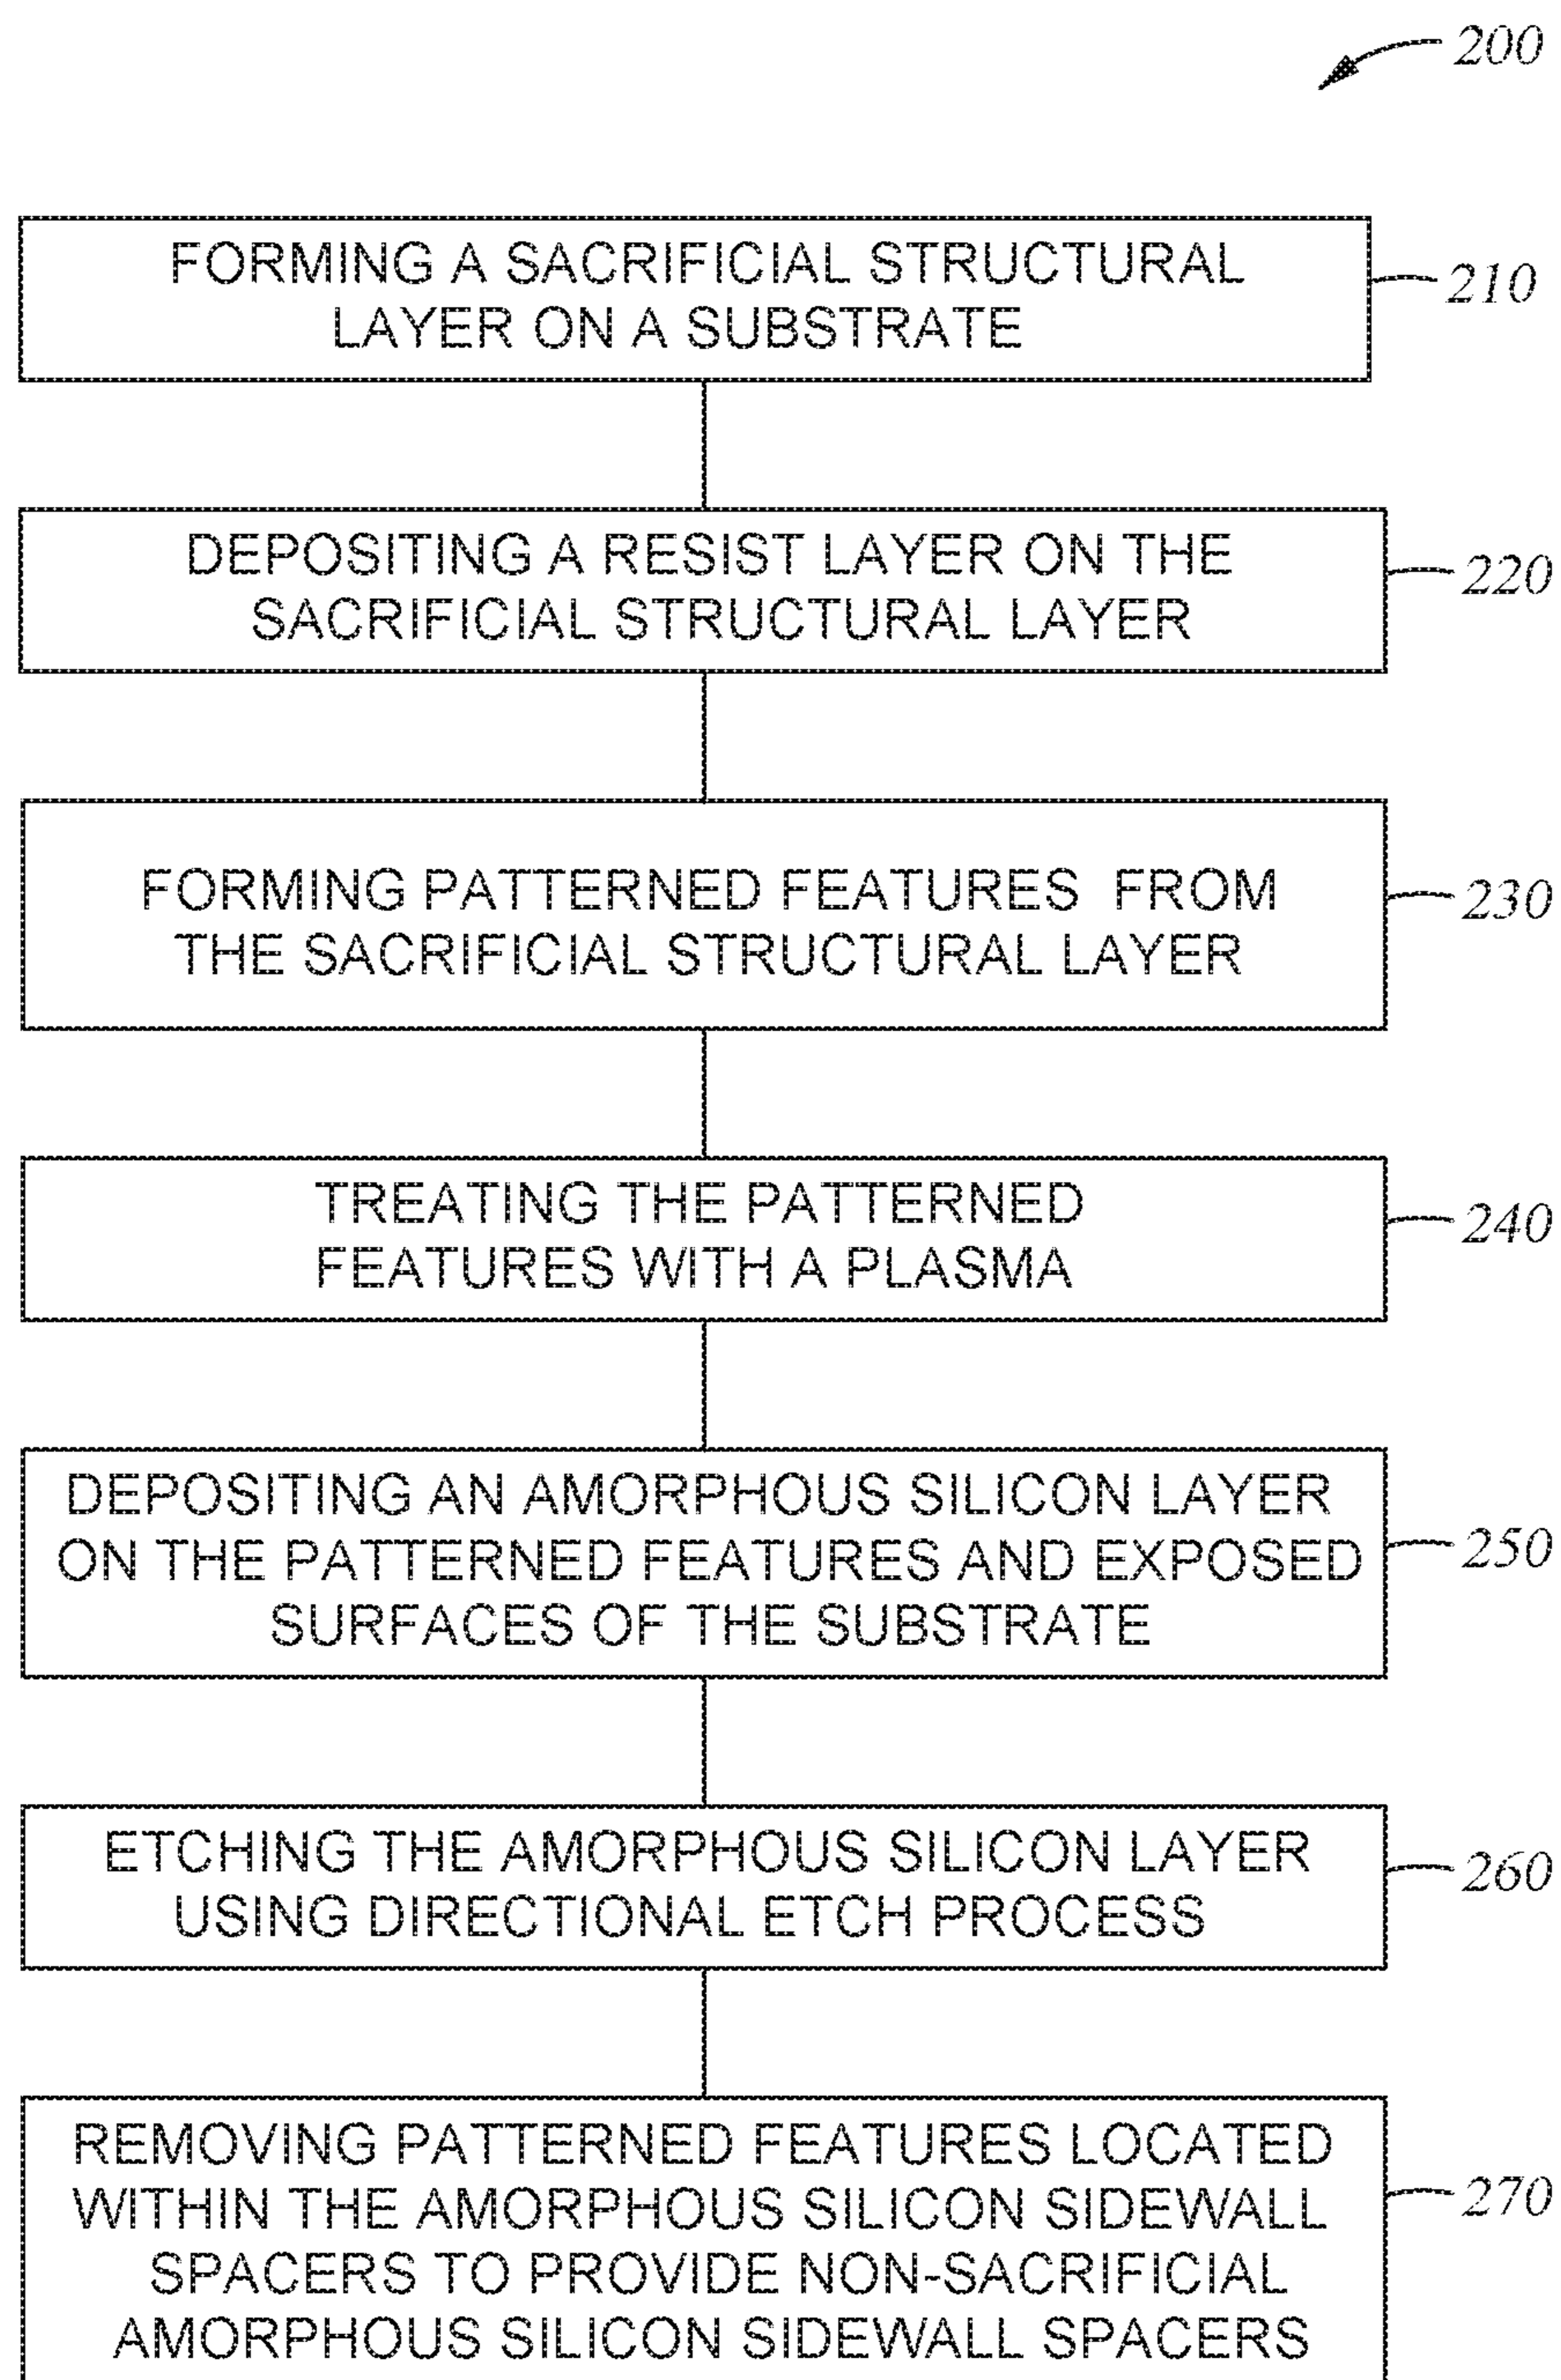 200
FORMING A SACRIFICIAL STRUCTURAL
LAYER ON A SUBSTRATE
210
DEPOSITING A RESIST LAYER ON THE
SACRIFICIAL STRUCTURAL LAYER
220
FORMING PATTERNED FEATURES FROM
THE SACRIFICIAL STRUCTURAL LAYER
230
TREATING THE PATTERNED
FEATURES WITH A PLASMA
240
DEPOSITING AN AMORPHOUS SILICON LAYER
ON THE PATTERNED FEATURES AND EXPOSED
SURFACES OF THE SUBSTRATE
250
ETCHING THE AMORPHOUS SILICON LAYER
USING DIRECTIONAL ETCH PROCESS
260
REMOVING PATTERNED FEATURES LOCATED
WITHIN THE AMORPHOUS SILICON SIDEWALL
SPACERS TO PROVIDE NON-SACRIFICIAL
AMORPHOUS SILICON SIDEWALL SPACERS
270